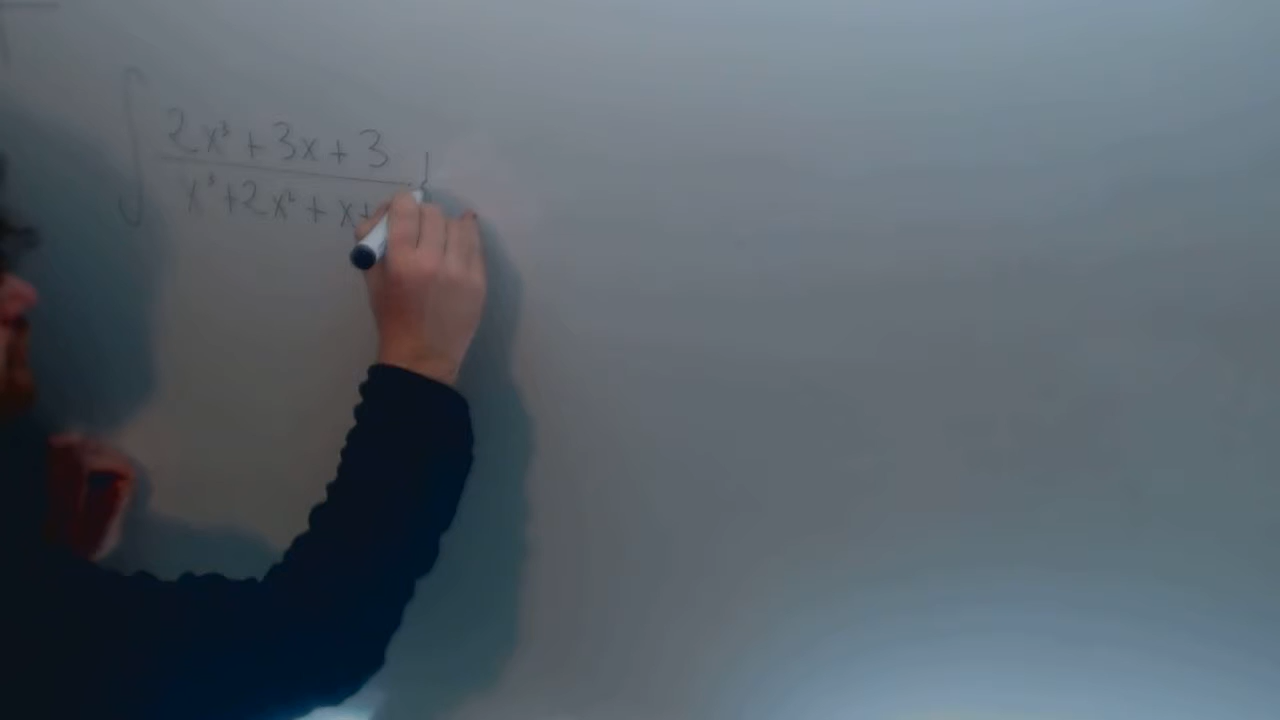 ∫ 2x³ + 3x + 3
x³ + 2x² + x +